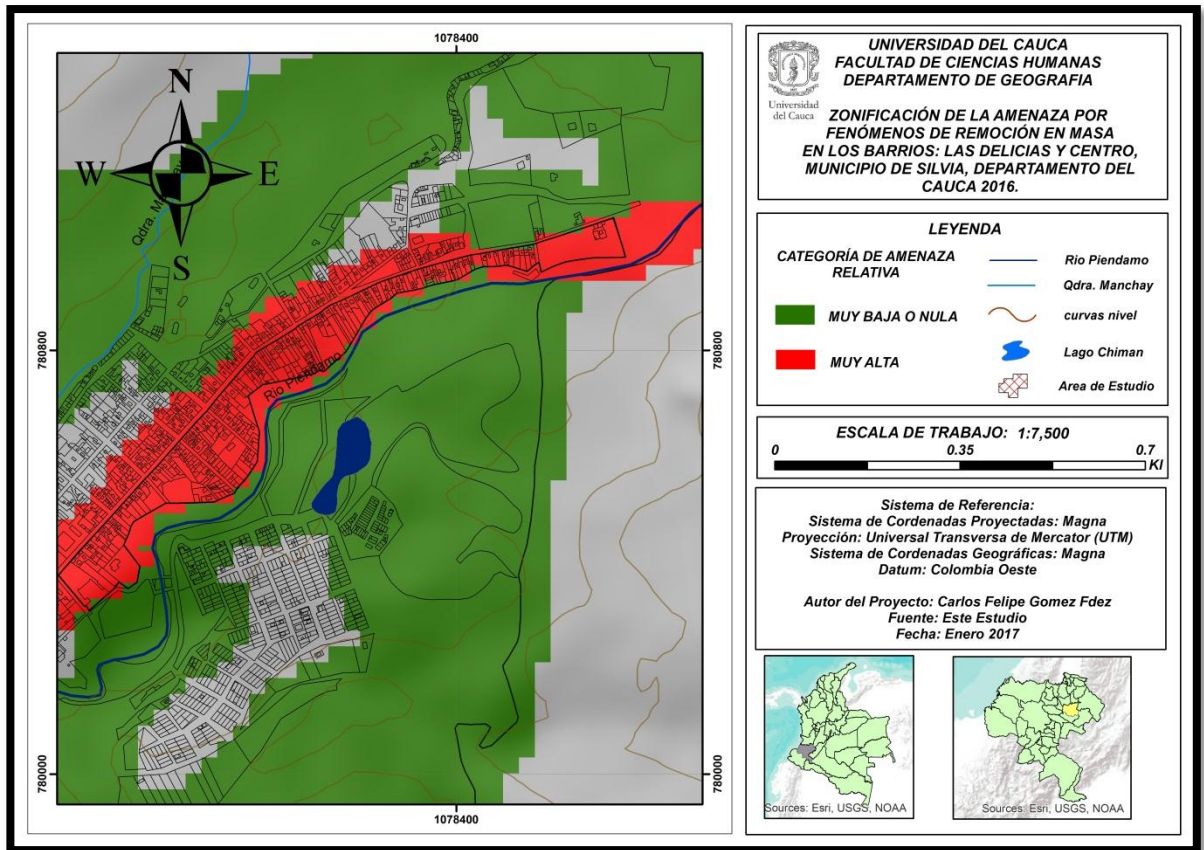 1078400
N
W
E
S
Qdra. Ma
Rio Piendamo
780800
780800
780000
780000
1078400
Universidad
del Cauca
UNIVERSIDAD DEL CAUCA
FACULTAD DE CIENCIAS HUMANAS
DEPARTAMENTO DE GEOGRAFIA
ZONIFICACIÓN DE LA AMENAZA POR
FENÓMENOS DE REMOCIÓN EN MASA
EN LOS BARRIOS: LAS DELICIAS Y CENTRO,
MUNICIPIO DE SILVIA, DEPARTAMENTO DEL
CAUCA 2016.
LEYENDA
CATEGORÍA DE AMENAZA
RELATIVA
MUY BAJA O NULA
MUY ALTA
Rio Piendamo
Qdra. Manchay
curvas nivel
Lago Chiman
Area de Estudio
ESCALA DE TRABAJO: 1:7,500
0 0.35 0.7
Kl
Sistema de Referencia:
Sistema de Cordenadas Proyectadas: Magna
Proyección: Universal Transversa de Mercator (UTM)
Sistema de Cordenadas Geográficas: Magna
Datum: Colombia Oeste
Autor del Proyecto: Carlos Felipe Gomez Fdez
Fuente: Este Estudio
Fecha: Enero 2017
Sources: Esri, USGS, NOAA
Sources: Esri, USGS, NOAA